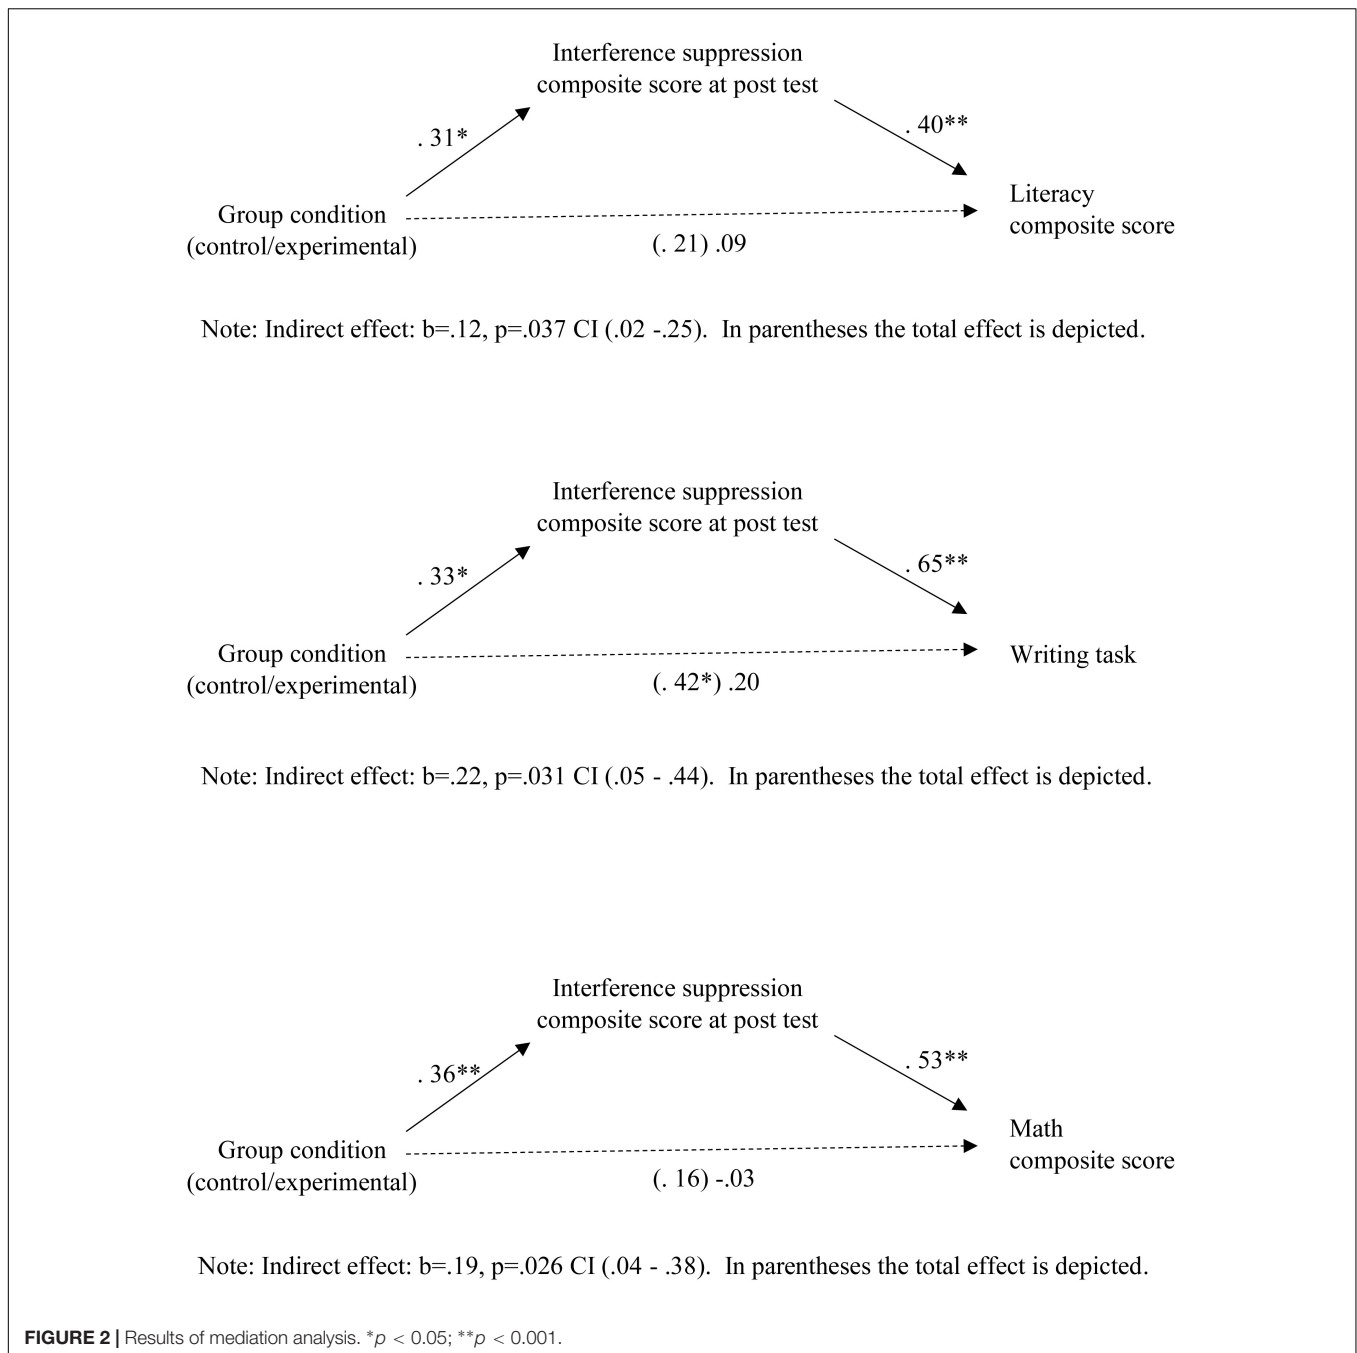 Interference suppression
composite score at post test
. 31*
. 40**
Group condition
(control/experimental)
Literacy
composite score
(. 21) .09
Note: Indirect effect: b=.12, p=.037 CI (.02 -.25).  In parentheses the total effect is depicted.
Interference suppression
composite score at post test
. 33*
. 65**
Group condition
(control/experimental)
Writing task
(. 42*) .20
Note: Indirect effect: b=.22, p=.031 CI (.05 - .44).  In parentheses the total effect is depicted.
Interference suppression
composite score at post test
. 36**
. 53**
Group condition
(control/experimental)
Math
composite score
(. 16) -.03
Note: Indirect effect: b=.19, p=.026 CI (.04 - .38).  In parentheses the total effect is depicted.
FIGURE 2 | Results of mediation analysis. *p < 0.05; **p < 0.001.